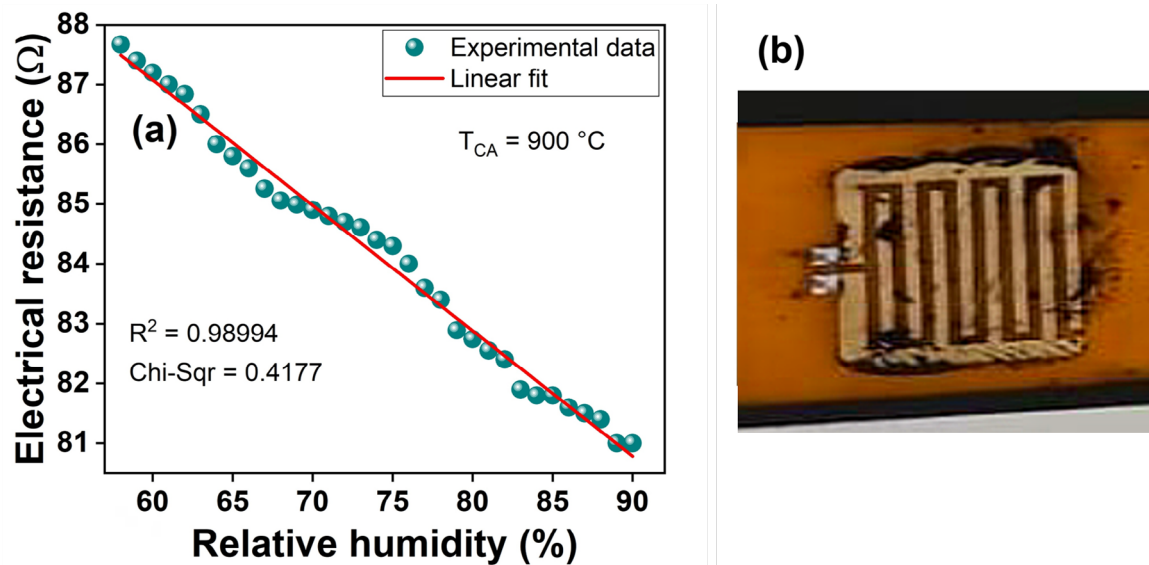 88
87
86
85
84
83
82
81
Electrical resistance (Ω)
Experimental data
Linear fit
(a)
T_CA = 900 °C
R² = 0.98994
Chi-Sqr = 0.4177
60 65 70 75 80 85 90
Relative humidity (%)
(b)